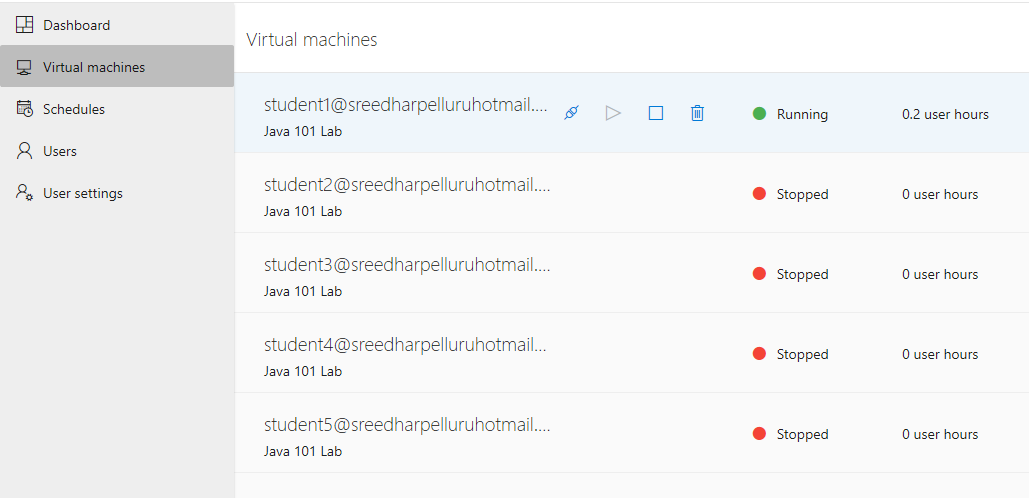 Dashboard
Virtual machines
Schedules
Users
User settings
Virtual machines
student1@sreedharpelluruhotmail....
Java 101 Lab
Running
0.2 user hours
student2@sreedharpelluruhotmail....
Java 101 Lab
Stopped
0 user hours
student3@sreedharpelluruhotmail....
Java 101 Lab
Stopped
0 user hours
student4@sreedharpelluruhotmail...
Java 101 Lab
Stopped
0 user hours
student5@sreedharpelluruhotmail....
Java 101 Lab
Stopped
0 user hours